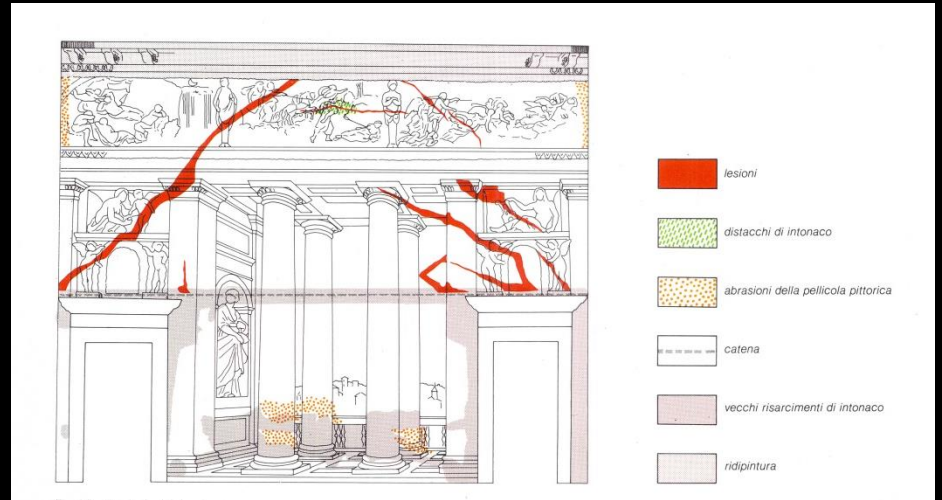 lesioni
distacchi di intonaco
abrasioni della pellicola pittorica
catena
vecchi risarcimenti di intonaco
ridipintura